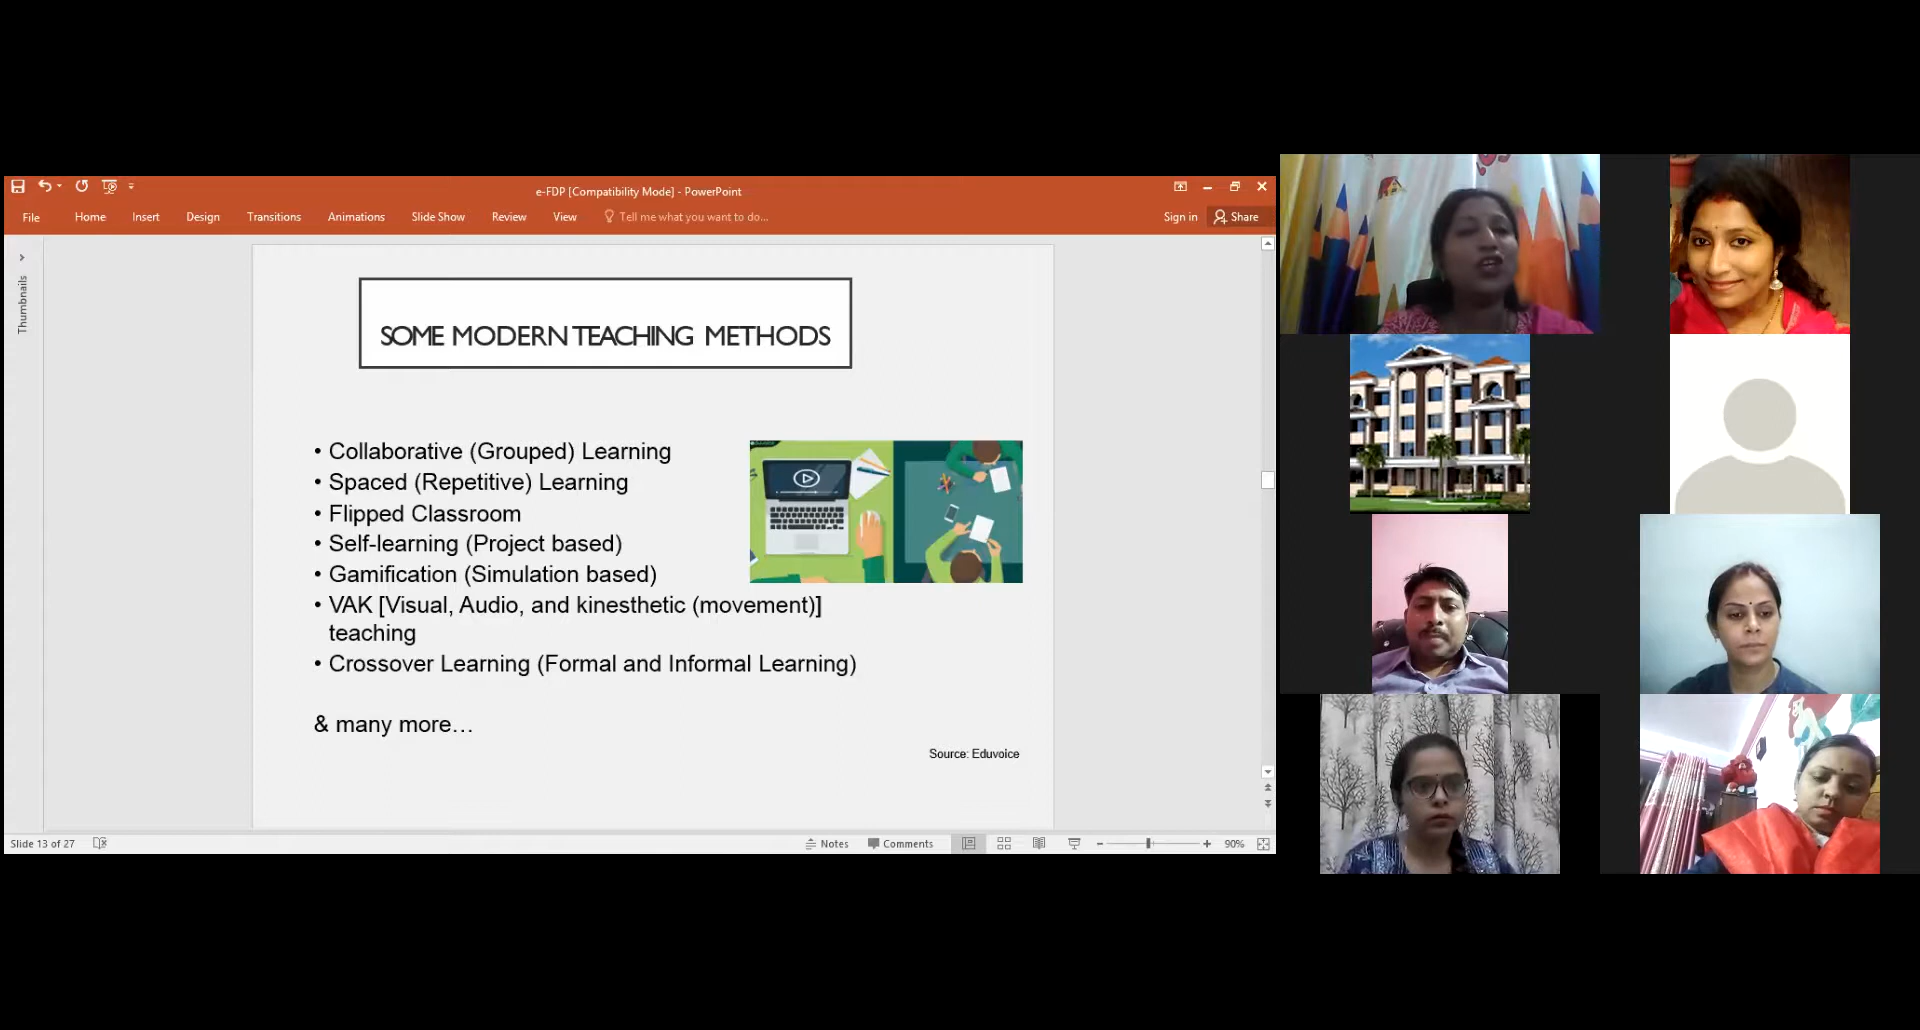 e-FDP [Compatibility Mode] - PowerPoint
File Home Insert Design Transitions Animations Slide Show Review View Tell me what you want to do... Sign in Share
Thumbnails
SOME MODERN TEACHING METHODS
• Collaborative (Grouped) Learning
• Spaced (Repetitive) Learning
• Flipped Classroom
• Self-learning (Project based)
• Gamification (Simulation based)
• VAK [Visual, Audio, and kinesthetic (movement)]
teaching
• Crossover Learning (Formal and Informal Learning)
& many more…
Source: Eduvoice
Slide 13 of 27 Notes Comments 90%